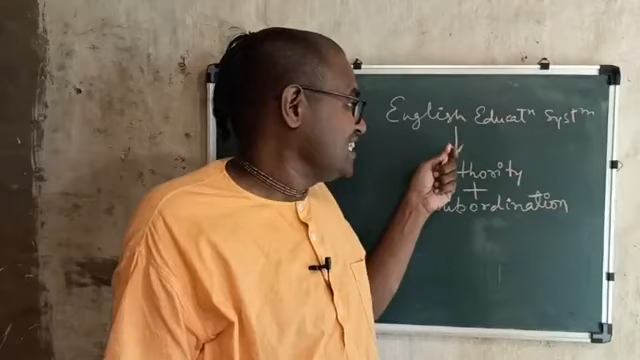 English Educatⁿ Systᵐ
thority
+
ubordination